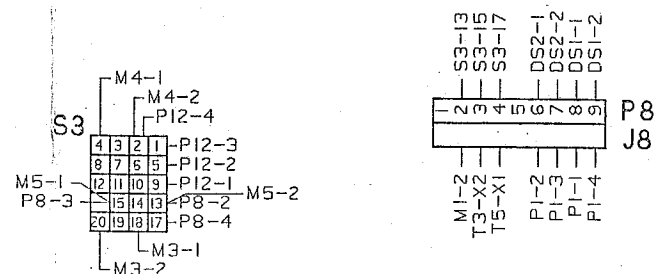 M4-1
M4-2
P12-4
S3
4 3 2 1
P12-3
8 7 6 5
P12-2
12 11 10 9
P12-1
M5-1
P8-3
15 14 13
P8-2
M5-2
20 19 18 17
P8-4
M3-1
M3-2
S3-13
S3-15
S3-17
DS2-1
DS2-2
DS1-1
DS1-2
1 2 3 4 5 6 7 8 9
P8
J8
M1-2
T3-X2
T5-X1
P1-2
P1-3
P1-1
P1-4